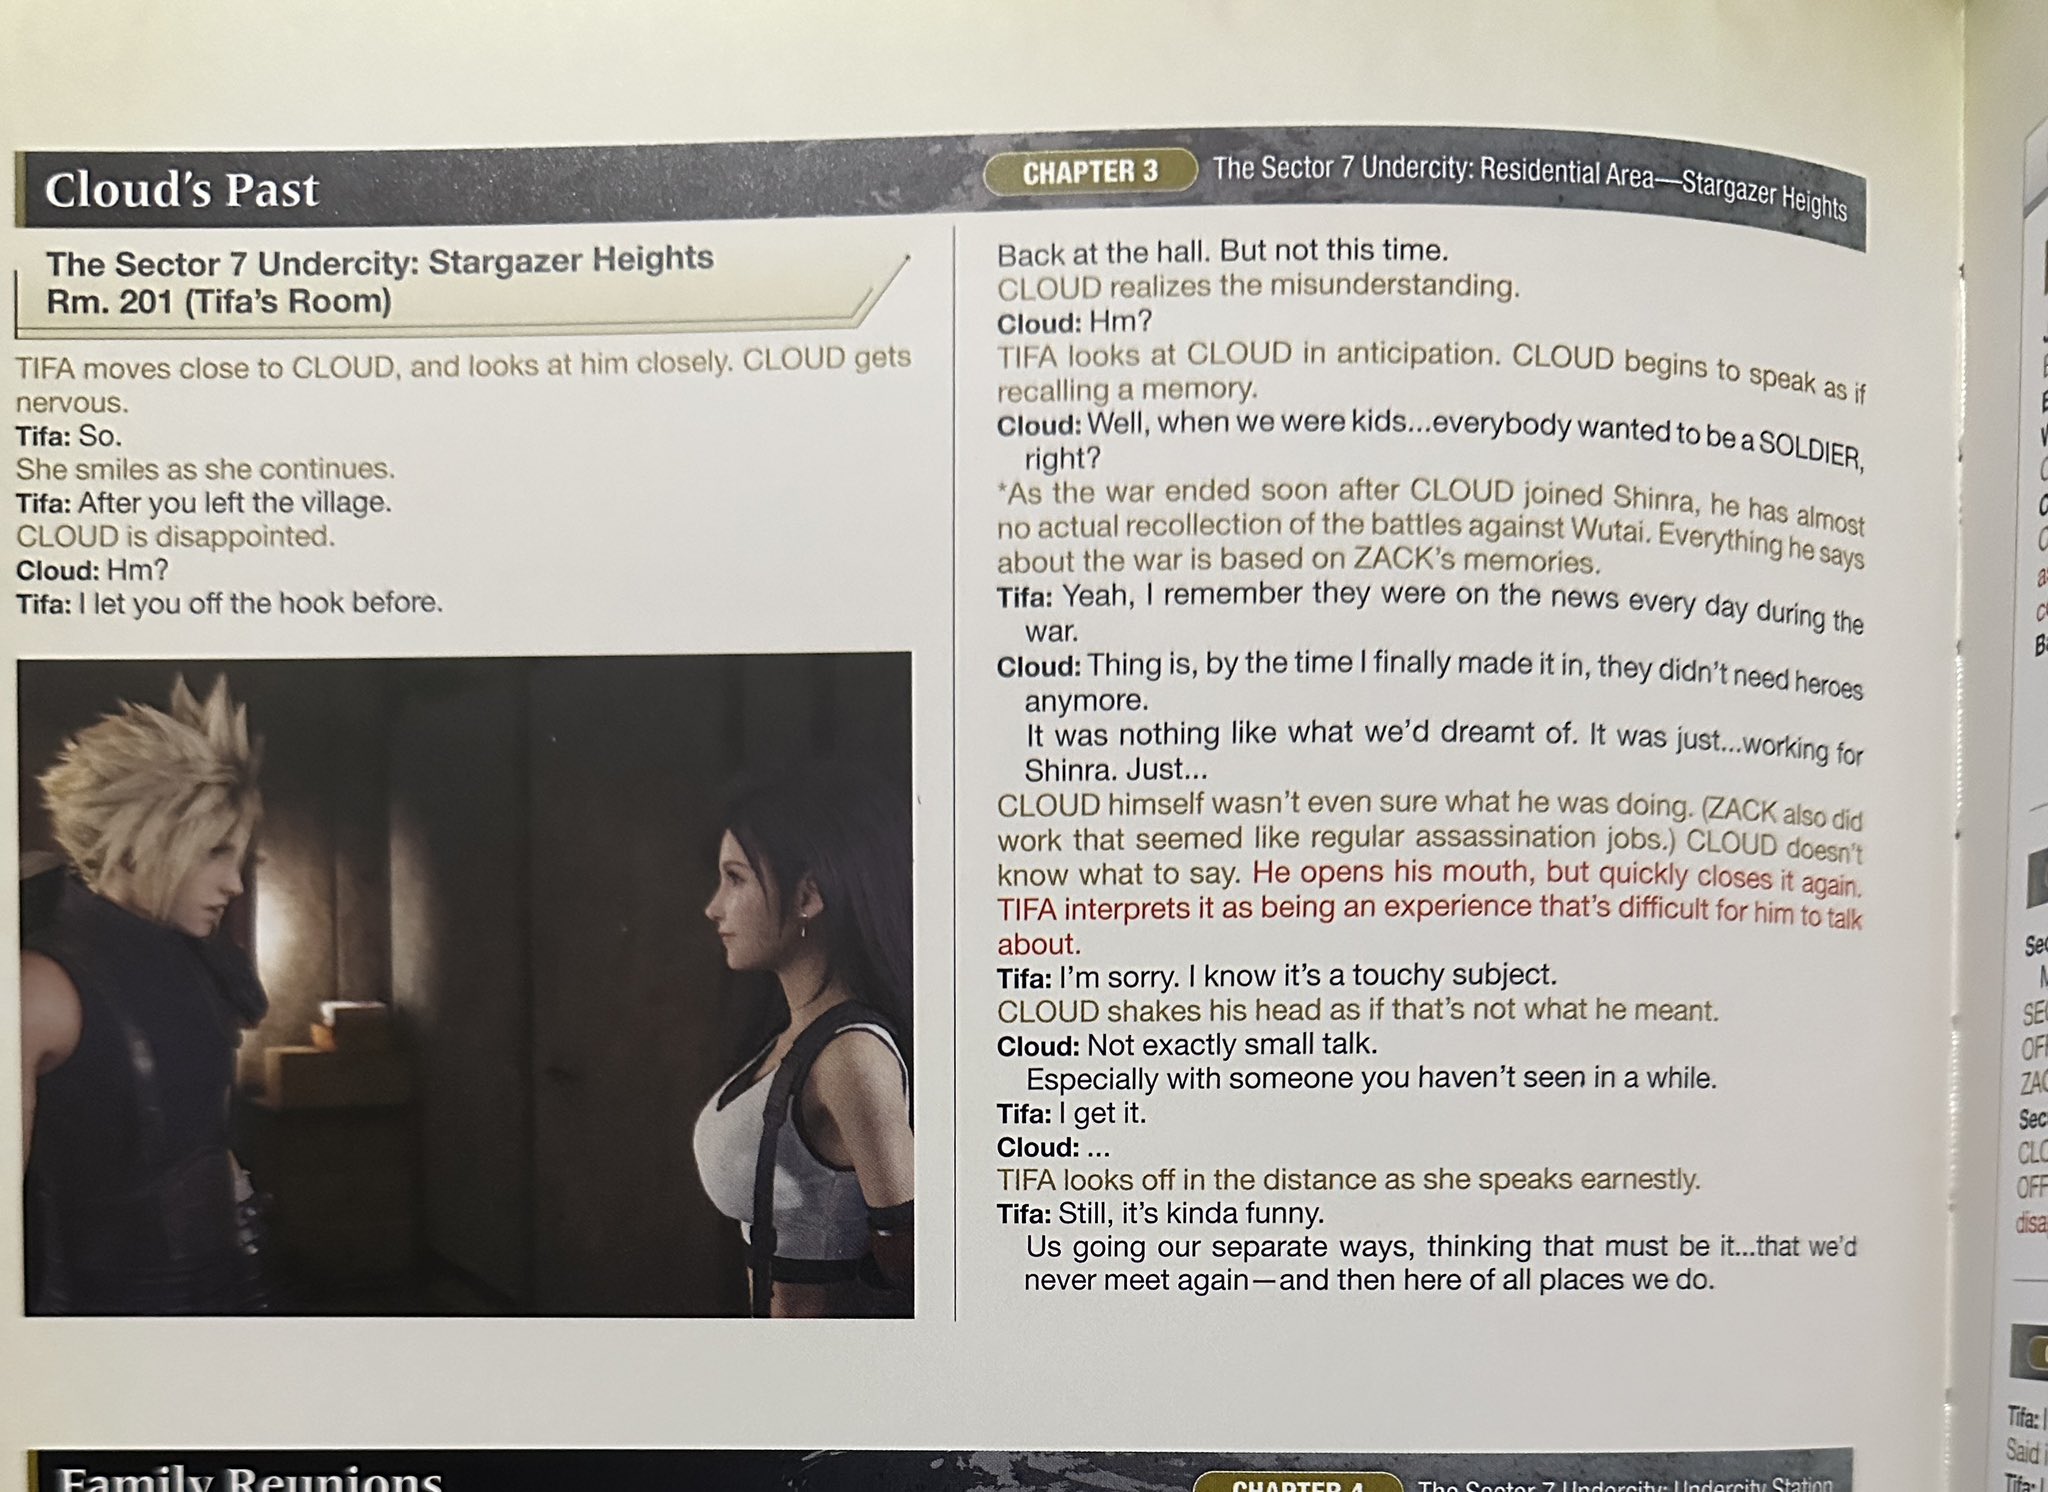 Cloud's Past
CHAPTER 3
The Sector 7 Undercity: Residential Area—Stargazer Heights
The Sector 7 Undercity: Stargazer Heights
Rm. 201 (Tifa's Room)
TIFA moves close to CLOUD, and looks at him closely. CLOUD gets
nervous.
Tifa: So.
She smiles as she continues.
Tifa: After you left the village.
CLOUD is disappointed.
Cloud: Hm?
Tifa: I let you off the hook before.
Back at the hall. But not this time.
CLOUD realizes the misunderstanding.
Cloud: Hm?
TIFA looks at CLOUD in anticipation. CLOUD begins to speak as if
recalling a memory.
Cloud: Well, when we were kids...everybody wanted to be a SOLDIER,
right?
*As the war ended soon after CLOUD joined Shinra, he has almost
no actual recollection of the battles against Wutai. Everything he says
about the war is based on ZACK's memories.
Tifa: Yeah, I remember they were on the news every day during the
war.
Cloud: Thing is, by the time I finally made it in, they didn't need heroes
anymore.
It was nothing like what we'd dreamt of. It was just...working for
Shinra. Just...
CLOUD himself wasn't even sure what he was doing. (ZACK also did
work that seemed like regular assassination jobs.) CLOUD doesn't
know what to say. He opens his mouth, but quickly closes it again.
TIFA interprets it as being an experience that's difficult for him to talk
about.
Tifa: I'm sorry. I know it's a touchy subject.
CLOUD shakes his head as if that's not what he meant.
Cloud: Not exactly small talk.
Especially with someone you haven't seen in a while.
Tifa: I get it.
Cloud: ...
TIFA looks off in the distance as she speaks earnestly.
Tifa: Still, it's kinda funny.
Us going our separate ways, thinking that must be it...that we'd
never meet again—and then here of all places we do.
Family Reunions
CHAPTER 4
The Sector 7 Undercity: Undercity Station
Tifa: I
Said i
Tifa: I